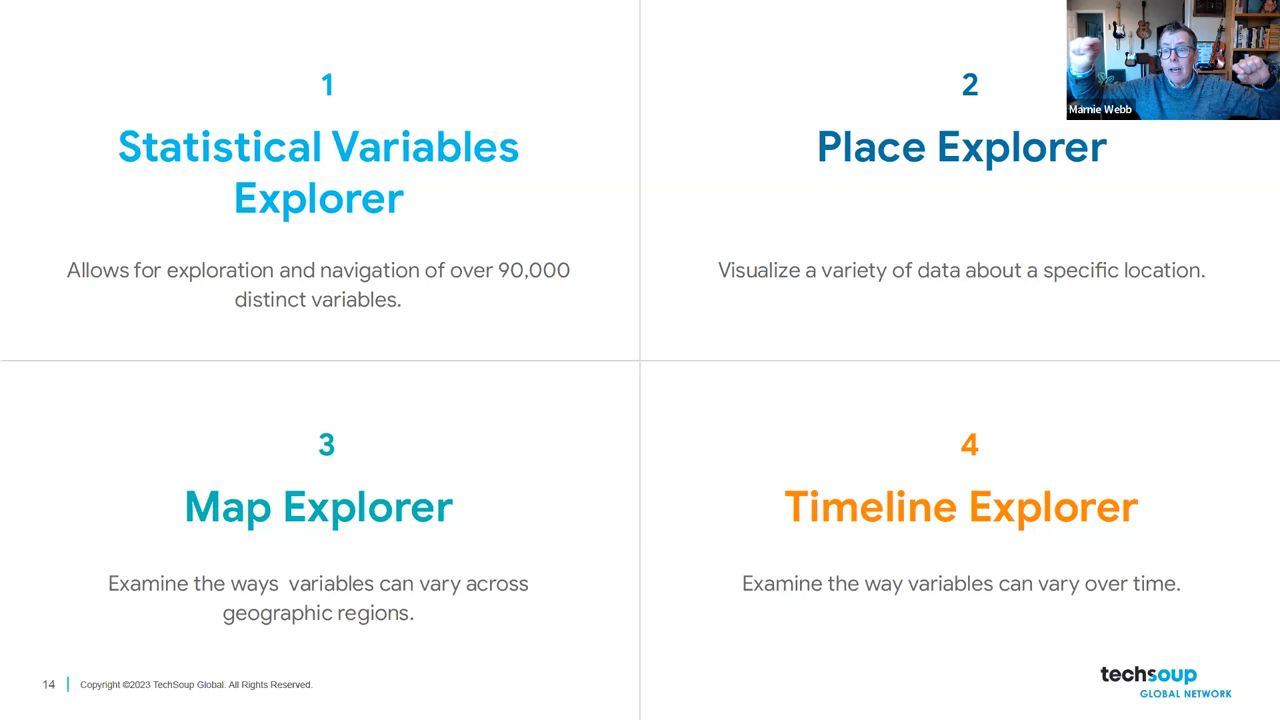 1
Statistical Variables
Explorer
Allows for exploration and navigation of over 90,000
distinct variables.
2
Place Explorer
Visualize a variety of data about a specific location.
Marnie Webb
3
Map Explorer
Examine the ways  variables can vary across
geographic regions.
4
Timeline Explorer
Examine the way variables can vary over time.
14
Copyright ©2023 TechSoup Global. All Rights Reserved.
techsoup
GLOBAL NETWORK